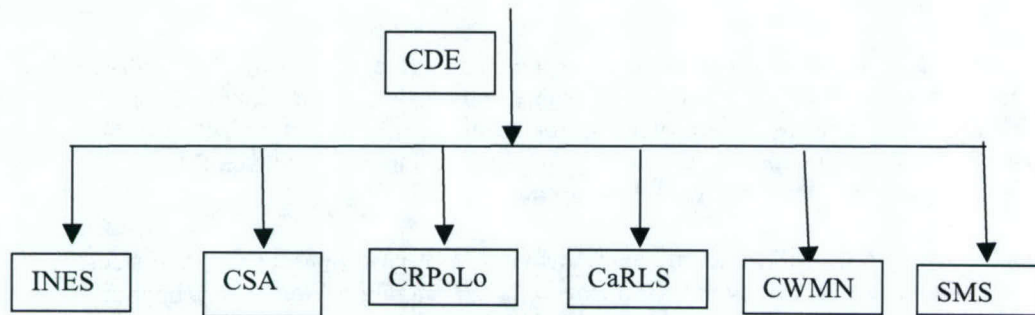 CDE
INES
CSA
CRPoLo
CaRLS
CWMN
SMS